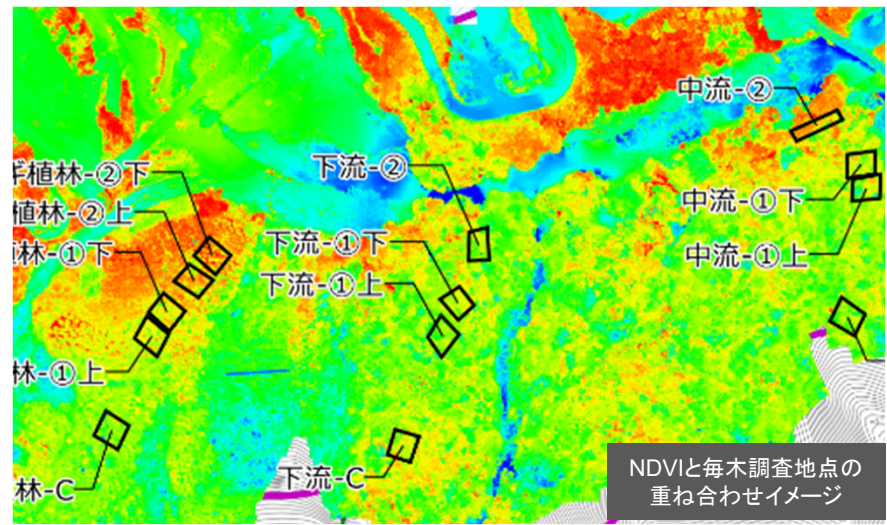 中流-②
植林-②下
下流-②
植林-②上
中流-①下
下流-①下
林-①下
中流-①上
下流-①上
林-①上
下流-C
林-C
NDVIと毎木調査地点の
重ね合わせイメージ